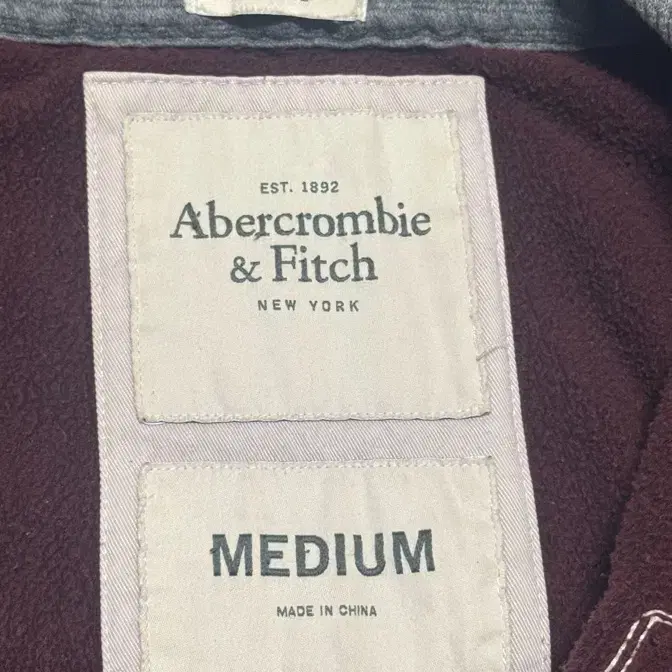 EST. 1892
Abercrombie
& Fitch
NEW YORK
MEDIUM
MADE IN CHINA